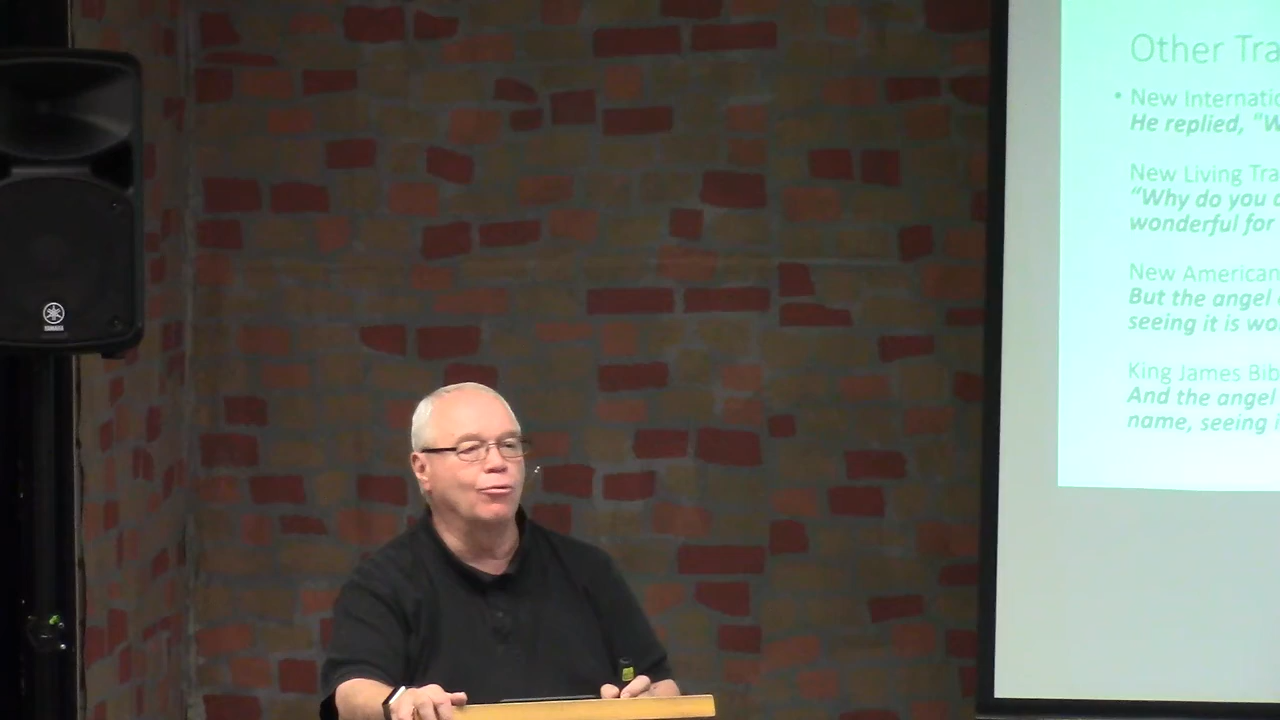 Other Tra
• New Internatio
He replied, "W
New Living Tra
"Why do you a
wonderful for
New American
But the angel
seeing it is wo
King James Bib
And the angel
name, seeing i
YAMAHA